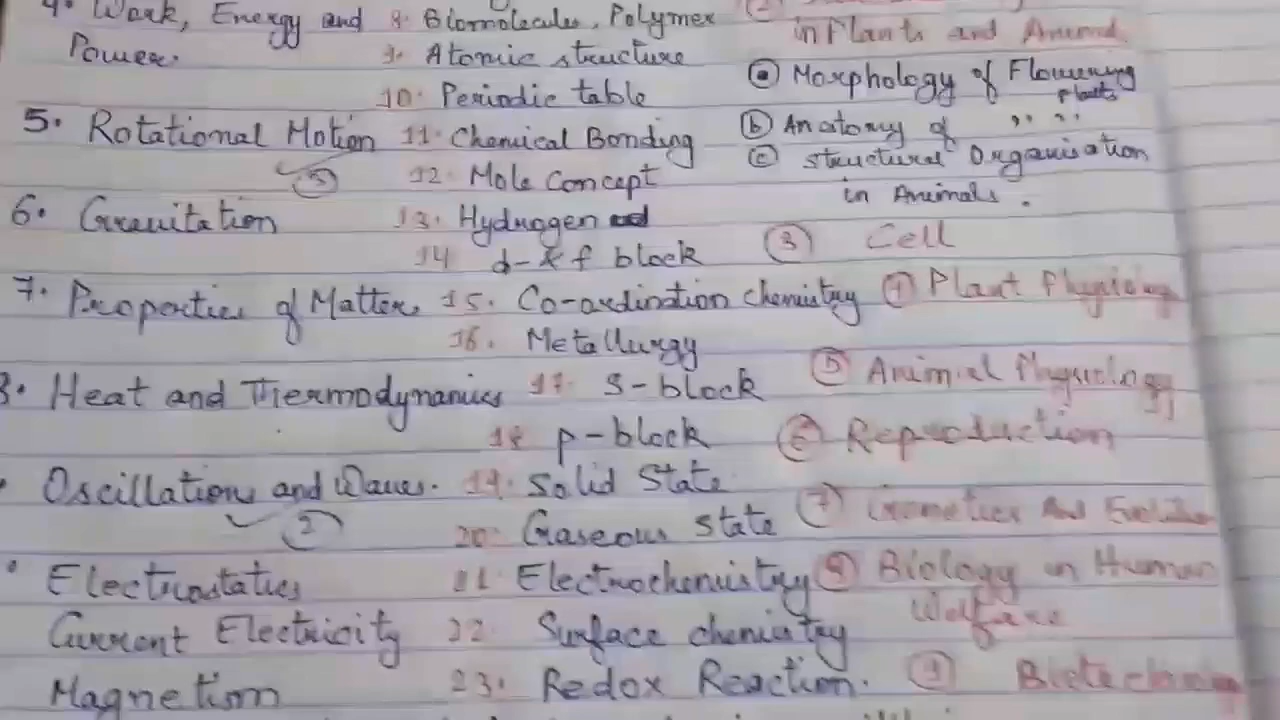 4. Work, Energy and
Power.
5. Rotational Motion
3
6. Gravitation
7. Properties of Matter.
8. Heat and Thermodynamics
Oscillations and Waves.
2
Electrostatics
Current Electricity
Magnetism
8. Biomolecules, Polymer
9. Atomic structure
10. Periodic table
11. Chemical Bonding
12. Mole Concept
13. Hydrogen
14 d- & f block
15. Co-ordination chemistry
16. Metallurgy
17. S-block
18 p-block
19. Solid State
20. Gaseous state
21. Electrochemistry
22. Surface chemistry
23. Redox Reaction.
in Plants and Animal
a Morphology of Flowering
plants
b Anatomy of ,, ,,
c Structural Organisation
in Animals.
3 Cell
4 Plant Physiology
5 Animal Physiology
6 Reproduction
7 Genetics And Evolution
8 Biology in Human
Welfare
9 Biotechnology